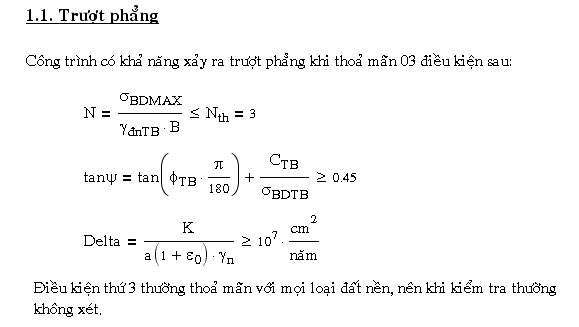 1.1. Trượt phẳng
Công trình có khả năng xảy ra trượt phẳng khi thoả mãn 03 điều kiện sau:
N = σBDMAX / (γđnTB · B) ≤ Nth = 3
tanψ = tan(ϕTB · π/180) + CTB/σBDTB ≥ 0.45
Delta = K / (a(1 + ε0) · γn) ≥ 10^7 · cm^2/năm
Điều kiện thứ 3 thường thoả mãn với mọi loại đất nền, nên khi kiểm tra thường
không xét.